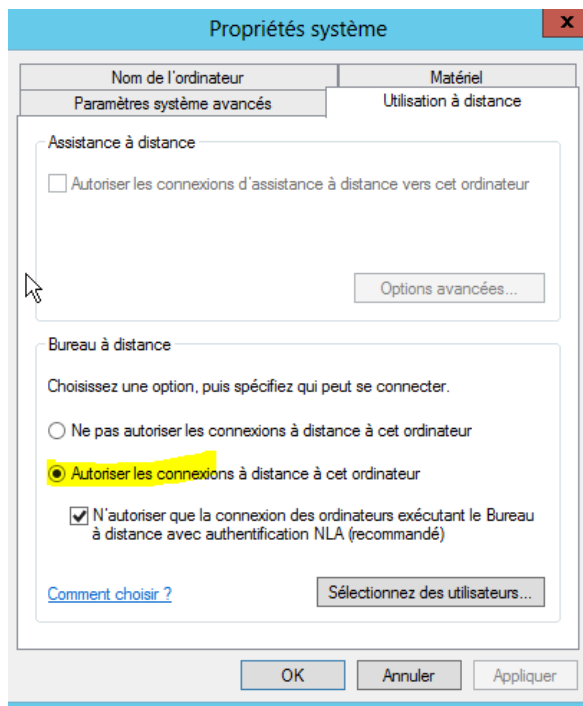 Propriétés système
x
Nom de l'ordinateur
Matériel
Paramètres système avancés
Utilisation à distance
Assistance à distance
Autoriser les connexions d'assistance à distance vers cet ordinateur
Options avancées...
Bureau à distance
Choisissez une option, puis spécifiez qui peut se connecter.
Ne pas autoriser les connexions à distance à cet ordinateur
Autoriser les connexions à distance à cet ordinateur
N'autoriser que la connexion des ordinateurs exécutant le Bureau
à distance avec authentification NLA (recommandé)
Comment choisir ?
Sélectionnez des utilisateurs...
OK
Annuler
Appliquer